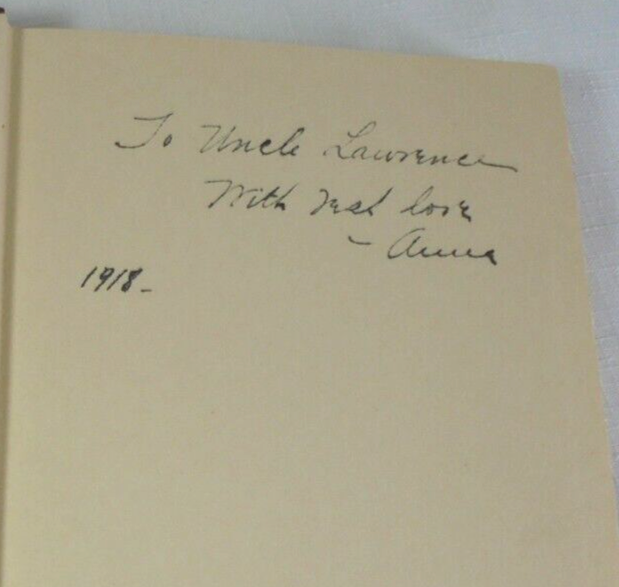 To Uncle Lawrence
With best love
- Anna
1918-